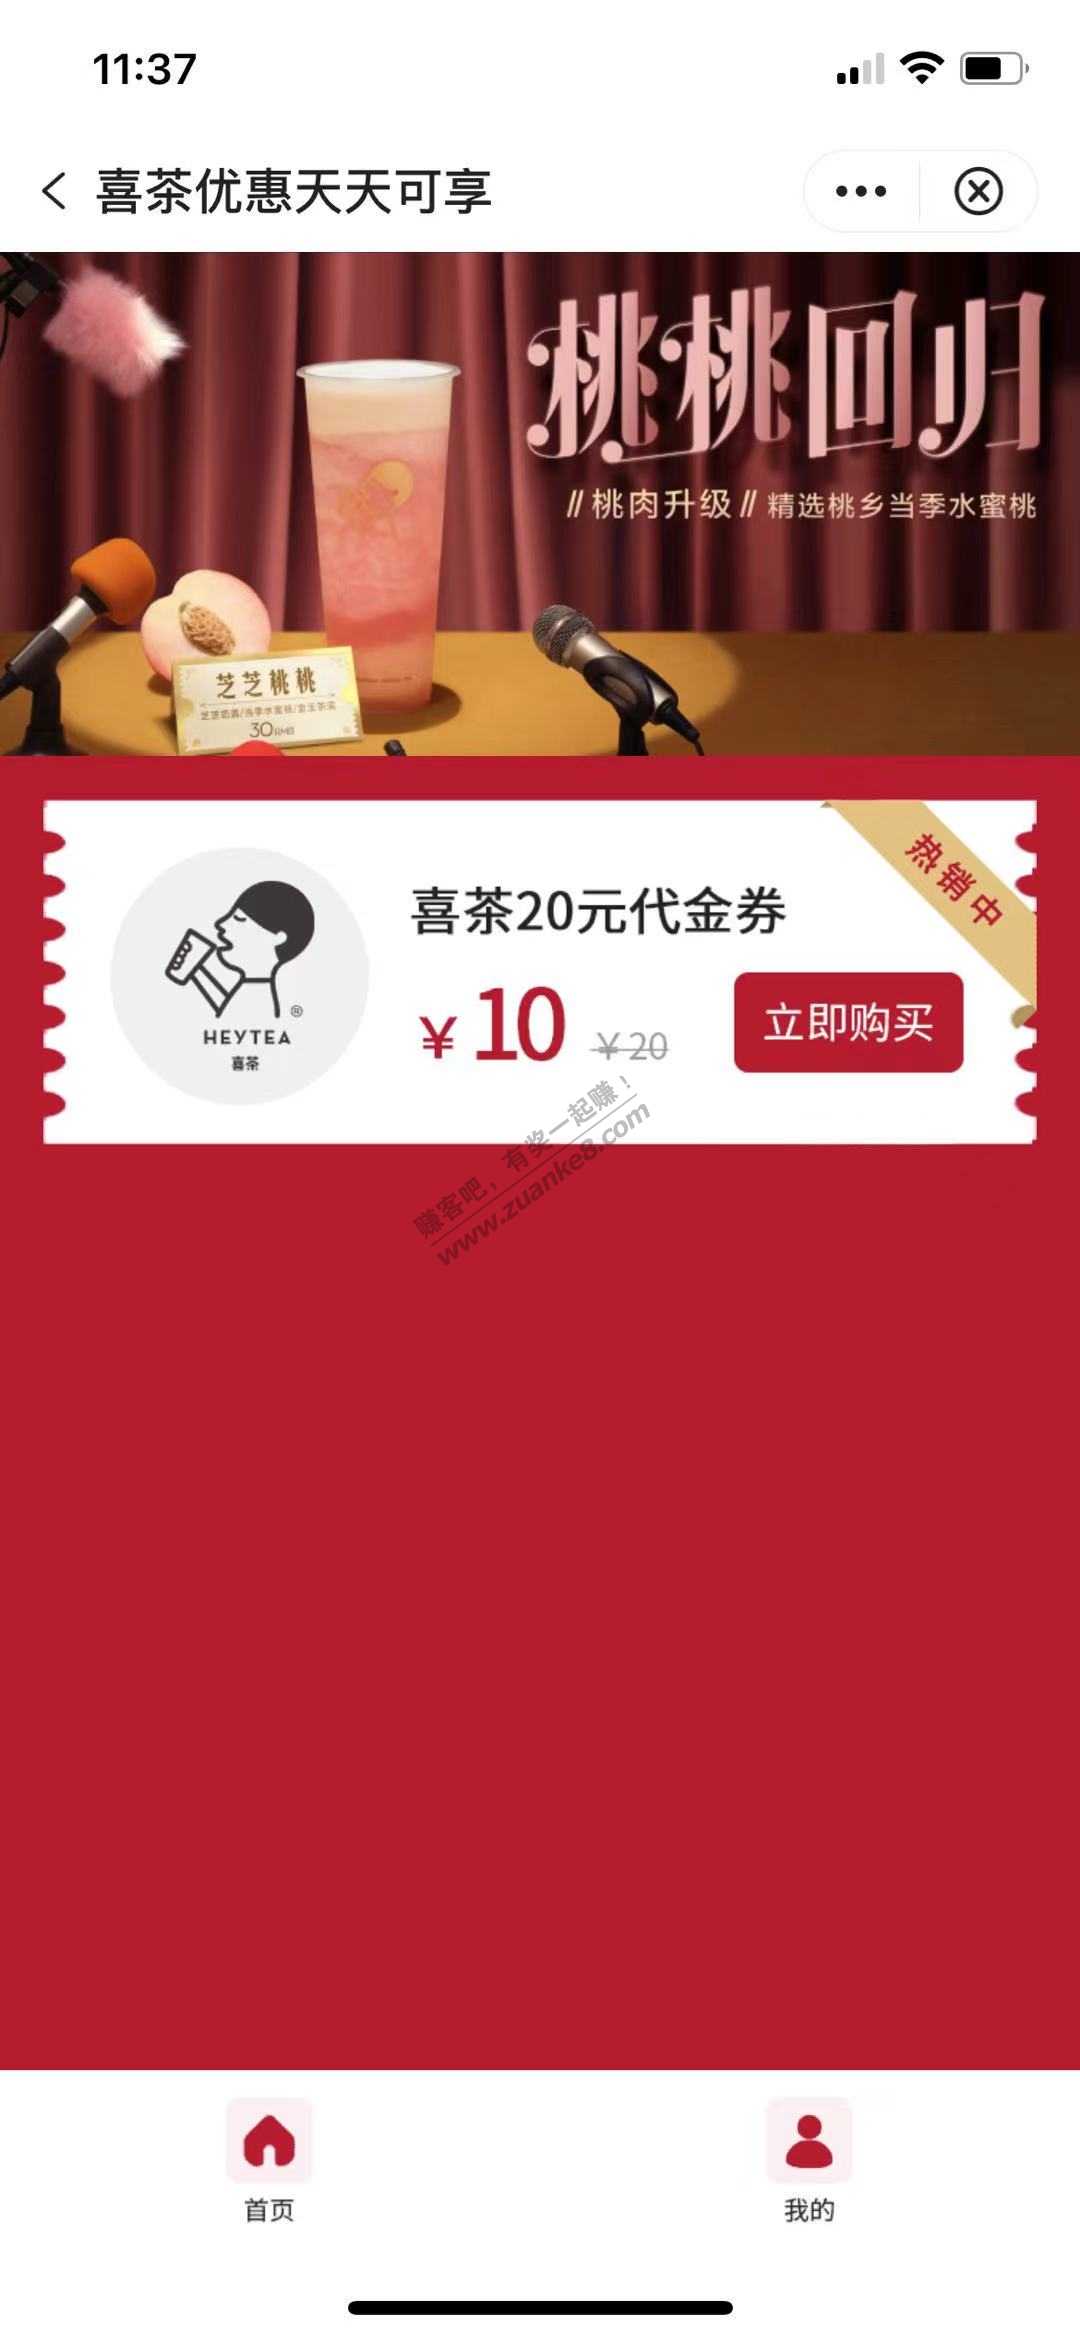 11:37
喜茶优惠天天可享
桃桃回归
//桃肉升级// 精选桃乡当季水蜜桃
芝芝桃桃
30RMB
热销中
喜茶20元代金券
¥10 ¥20
立即购买
®
HEYTEA
喜茶
赚客吧，有奖一起赚！
www.zuanke8.com
首页
我的